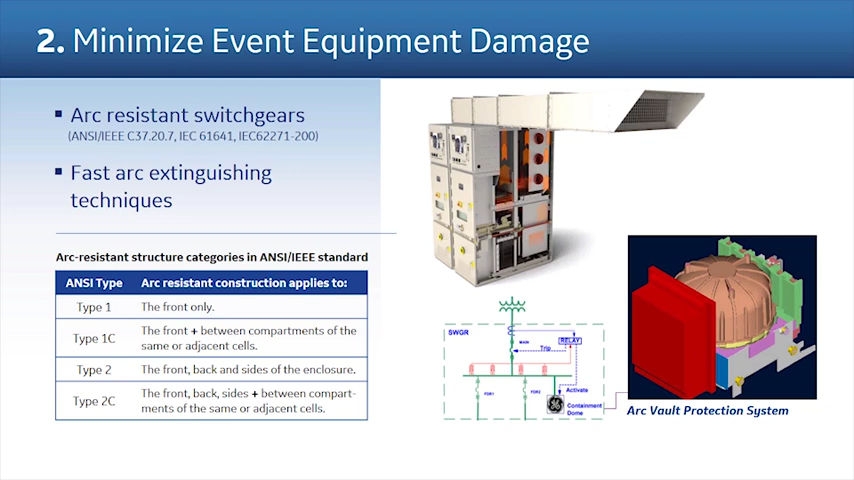 2. Minimize Event Equipment Damage
▪ Arc resistant switchgears
(ANSI/IEEE C37.20.7, IEC 61641, IEC62271-200)
▪ Fast arc extinguishing
techniques
Arc-resistant structure categories in ANSI/IEEE standard
ANSI Type Arc resistant construction applies to:
Type 1 The front only.
Type 1C The front + between compartments of the
same or adjacent cells.
Type 2 The front, back and sides of the enclosure.
Type 2C The front, back, sides + between compart-
ments of the same or adjacent cells.
SWGR
MAIN
RELAY
Trip
FDR1
FDR2
Activate
Containment
Dome
Arc Vault Protection System